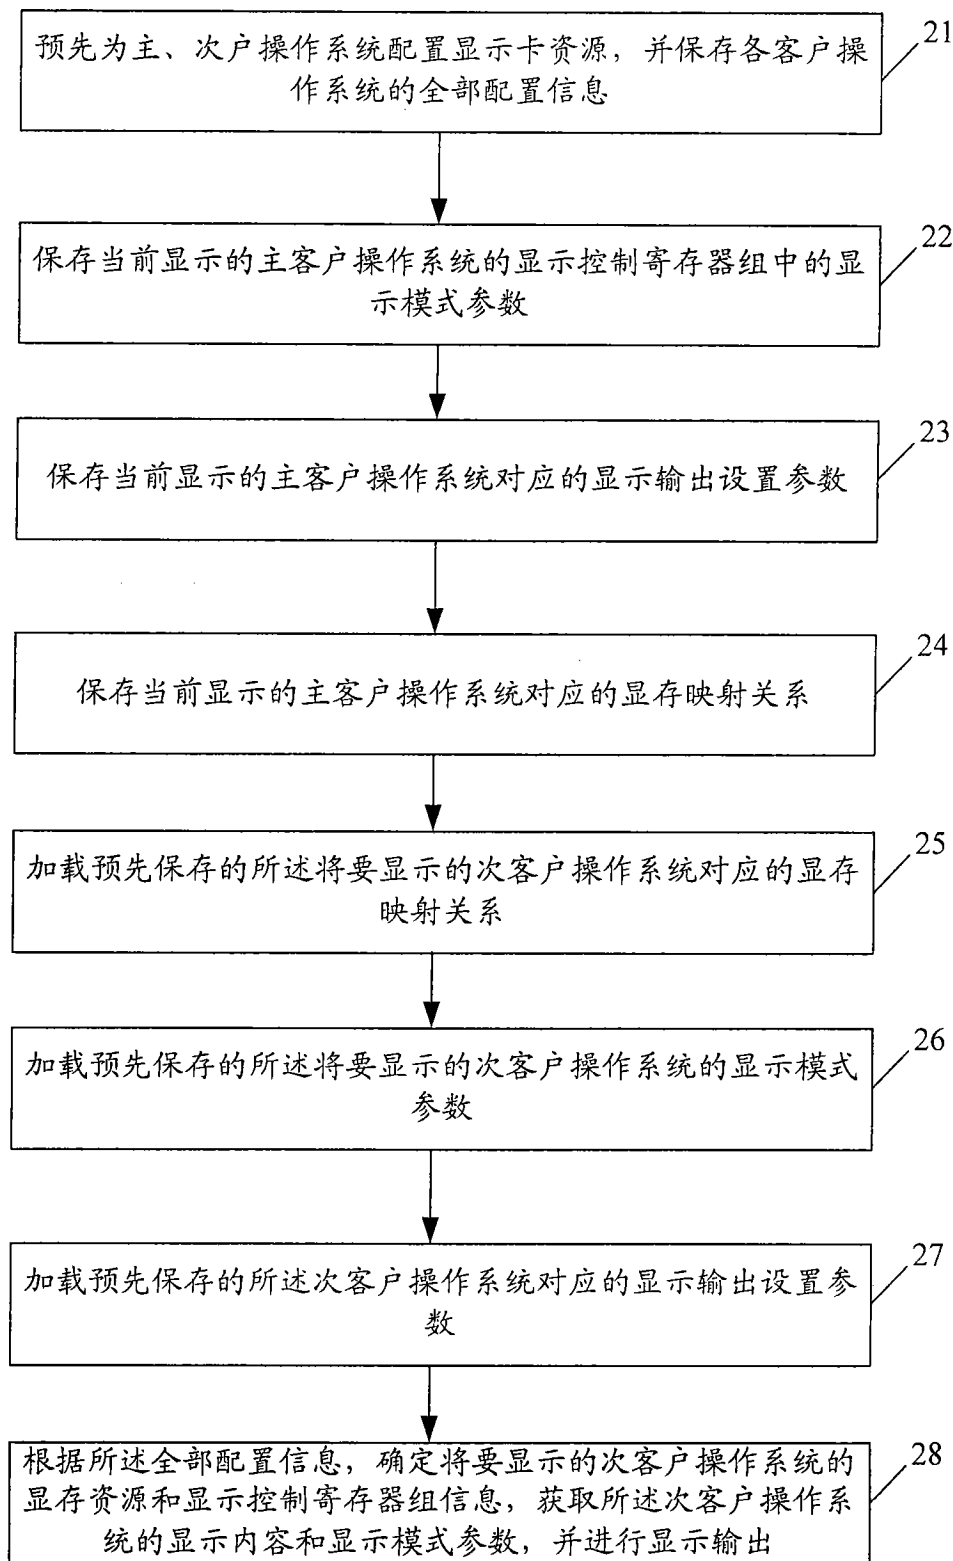 预先为主、次户操作系统配置显示卡资源，并保存各客户操
作系统的全部配置信息
21
保存当前显示的主客户操作系统的显示控制寄存器组中的显
示模式参数
22
保存当前显示的主客户操作系统对应的显示输出设置参数
23
保存当前显示的主客户操作系统对应的显存映射关系
24
加载预先保存的所述将要显示的次客户操作系统对应的显存
映射关系
25
加载预先保存的所述将要显示的次客户操作系统的显示模式
参数
26
加载预先保存的所述次客户操作系统对应的显示输出设置参
数
27
根据所述全部配置信息，确定将要显示的次客户操作系统的
显存资源和显示控制寄存器组信息，获取所述次客户操作系
统的显示内容和显示模式参数，并进行显示输出
28